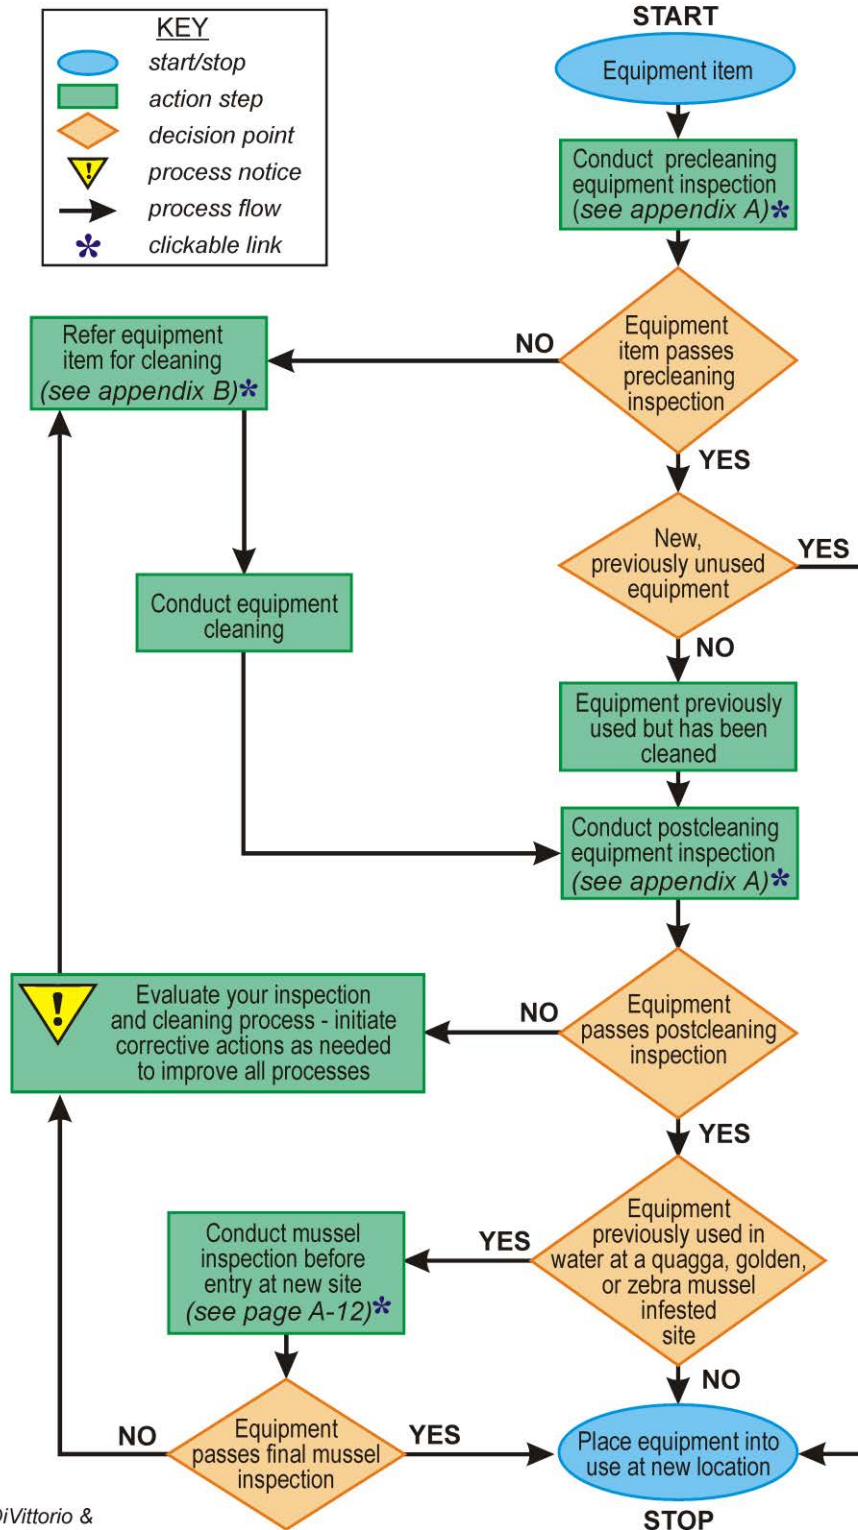 KEY
start/stop
action step
decision point
! process notice
process flow
* clickable link
START
Equipment item
Conduct precleaning
equipment inspection
(see appendix A)*
Equipment
item passes
precleaning
inspection
NO
YES
Refer equipment
item for cleaning
(see appendix B)*
Conduct equipment
cleaning
New,
previously unused
equipment
YES
NO
Equipment previously
used but has been
cleaned
Conduct postcleaning
equipment inspection
(see appendix A)*
Equipment
passes postcleaning
inspection
NO
YES
!
Evaluate your inspection
and cleaning process - initiate
corrective actions as needed
to improve all processes
Equipment
previously used in
water at a quagga, golden,
or zebra mussel
infested
site
YES
NO
Conduct mussel
inspection before
entry at new site
(see page A-12)*
Equipment
passes final mussel
inspection
NO
YES
Place equipment into
use at new location
STOP
DiVittorio &